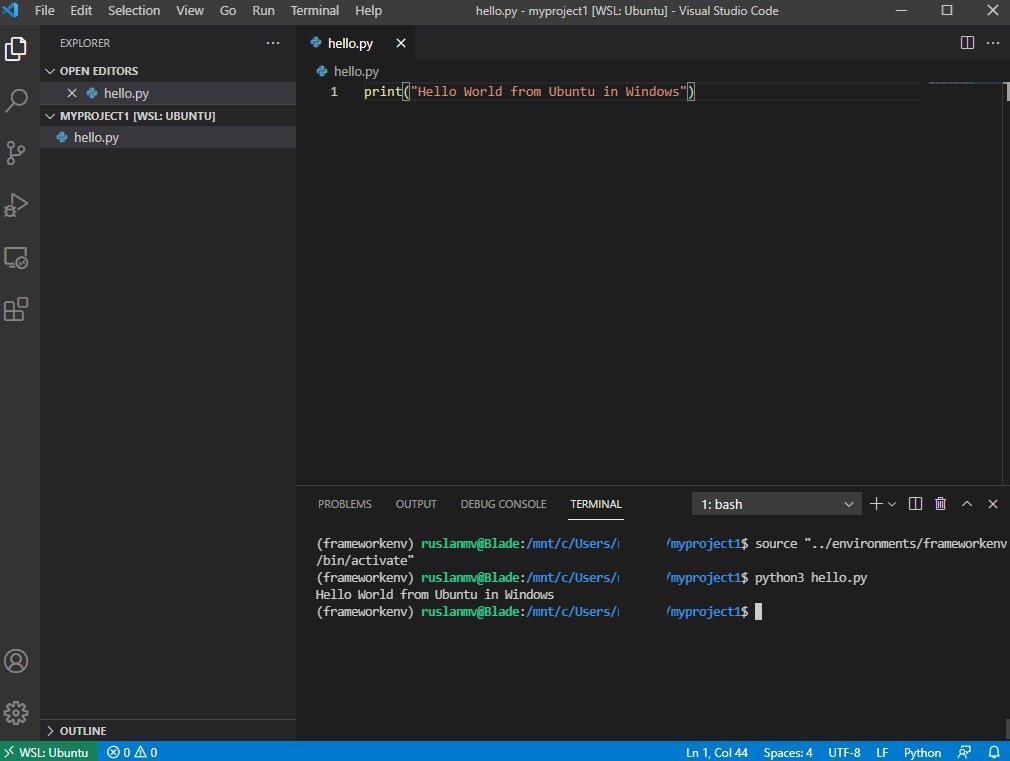 File Edit Selection View Go Run Terminal Help hello.py - myproject1 [WSL: Ubuntu] - Visual Studio Code
EXPLORER
OPEN EDITORS
hello.py
MYPROJECT1 [WSL: UBUNTU]
hello.py
OUTLINE
hello.py
hello.py
1 print("Hello World from Ubuntu in Windows")
PROBLEMS OUTPUT DEBUG CONSOLE TERMINAL 1: bash
(frameworkenv) ruslanmv@Blade:/mnt/c/Users/ /myproject1$ source "../environments/frameworkenv
/bin/activate"
(frameworkenv) ruslanmv@Blade:/mnt/c/Users/ /myproject1$ python3 hello.py
Hello World from Ubuntu in Windows
(frameworkenv) ruslanmv@Blade:/mnt/c/Users/ /myproject1$
WSL: Ubuntu 0 0 Ln 1, Col 44 Spaces: 4 UTF-8 LF Python